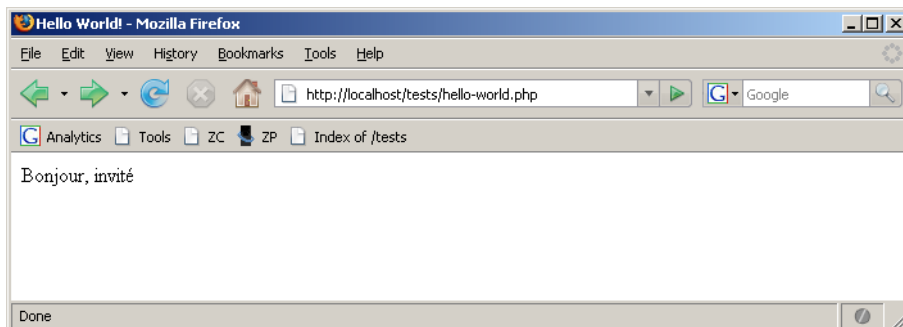 Hello World! - Mozilla Firefox
File Edit View History Bookmarks Tools Help
http://localhost/tests/hello-world.php G Google
G Analytics Tools ZC ZP Index of /tests
Bonjour, invité
Done